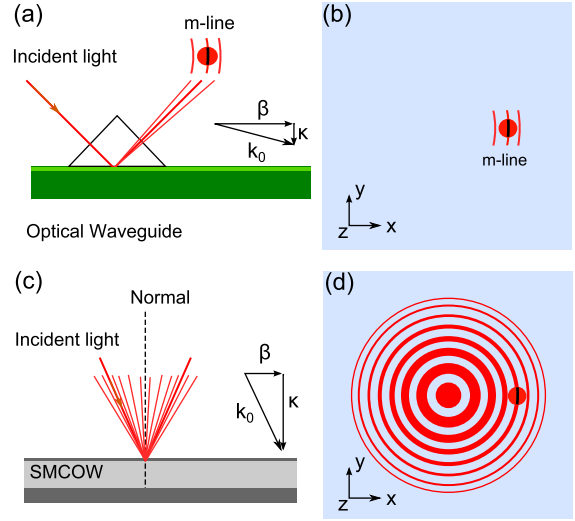 (a)
m-line
Incident light
β
κ
k₀
Optical Waveguide
(b)
m-line
y
z
x
(c)
Normal
Incident light
β
k₀
κ
SMCOW
(d)
y
z
x